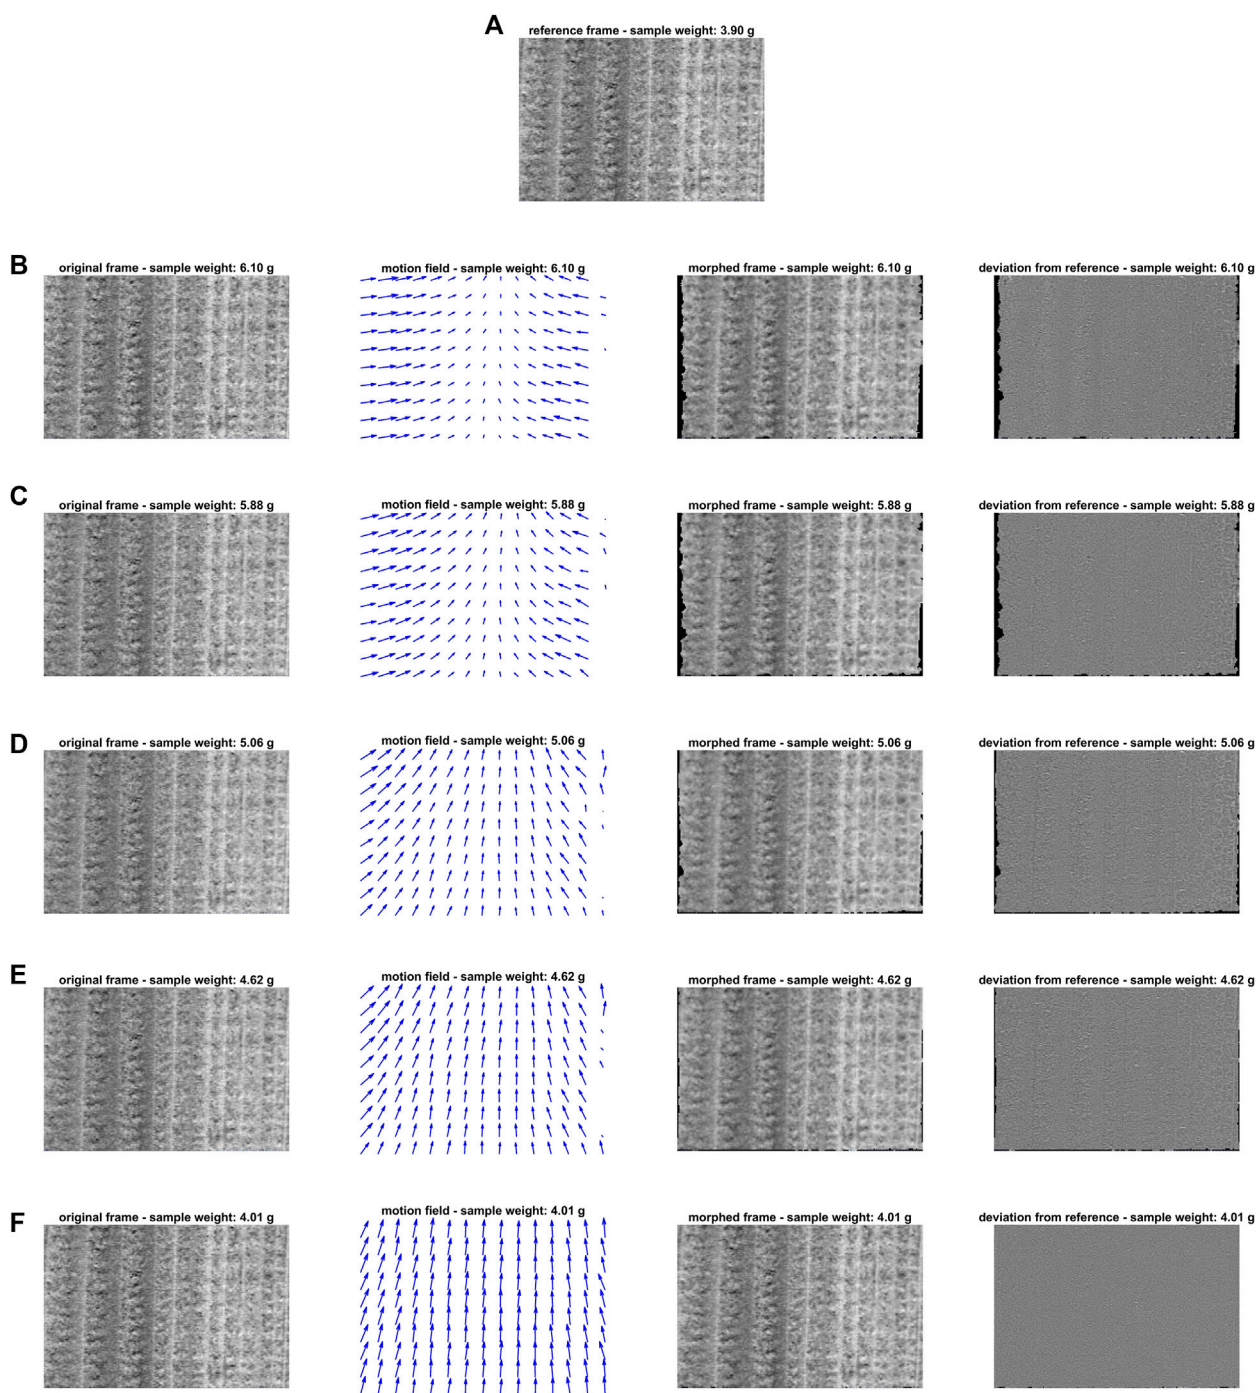 A
reference frame - sample weight: 3.90 g
B
original frame - sample weight: 6.10 g
motion field - sample weight: 6.10 g
morphed frame - sample weight: 6.10 g
deviation from reference - sample weight: 6.10 g
C
original frame - sample weight: 5.88 g
motion field - sample weight: 5.88 g
morphed frame - sample weight: 5.88 g
deviation from reference - sample weight: 5.88 g
D
original frame - sample weight: 5.06 g
motion field - sample weight: 5.06 g
morphed frame - sample weight: 5.06 g
deviation from reference - sample weight: 5.06 g
E
original frame - sample weight: 4.62 g
motion field - sample weight: 4.62 g
morphed frame - sample weight: 4.62 g
deviation from reference - sample weight: 4.62 g
F
original frame - sample weight: 4.01 g
motion field - sample weight: 4.01 g
morphed frame - sample weight: 4.01 g
deviation from reference - sample weight: 4.01 g